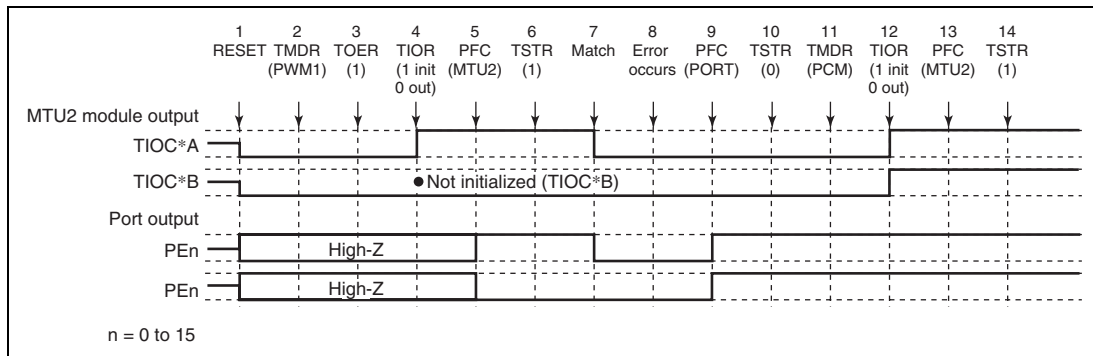 1 2 3 4 5 6 7 8 9 10 11 12 13 14
RESET TMDR TOER TIOR PFC TSTR Match Error PFC TSTR TMDR TIOR PFC TSTR
(PWM1) (1) (1 init (MTU2) (1) occurs (PORT) (0) (PCM) (1 init (MTU2) (1)
0 out) 0 out)
MTU2 module output
TIOC*A
TIOC*B
Not initialized (TIOC*B)
Port output
PEn
High-Z
PEn
High-Z
n = 0 to 15